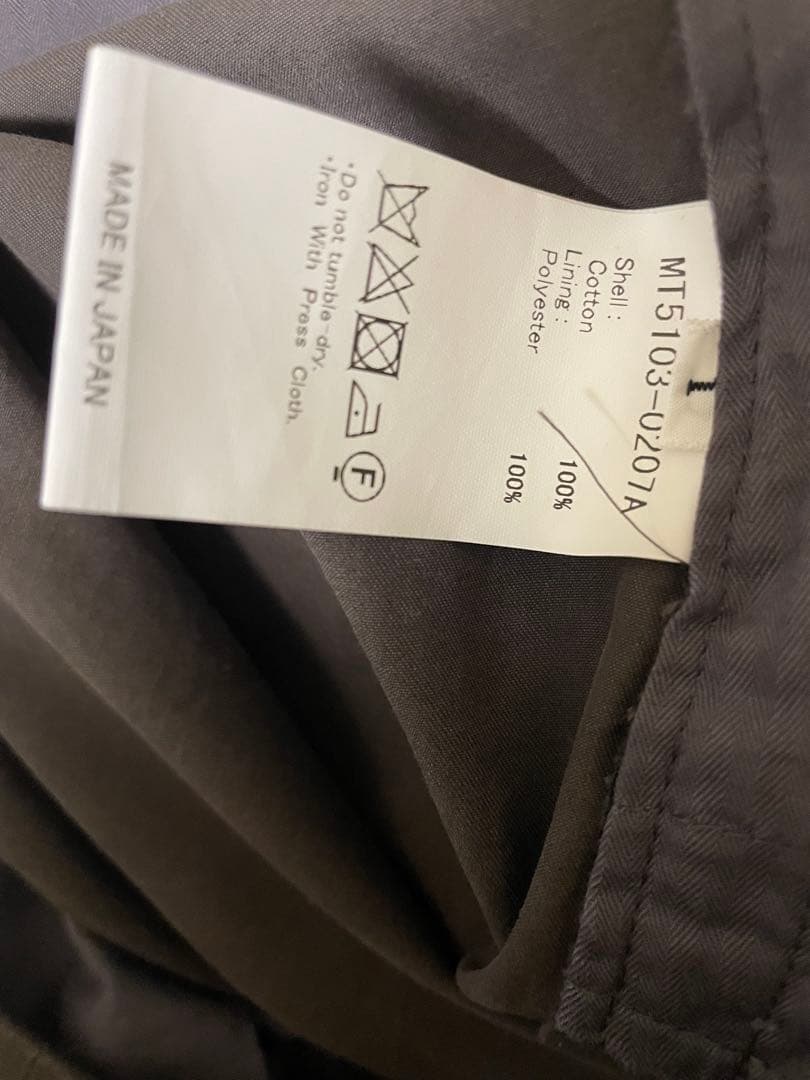 MT5103-0207A
Shell:
Cotton 100%
Lining:
Polyester 100%
F
·Do not tumble-dry.
·Iron With Press Cloth.
MADE IN JAPAN